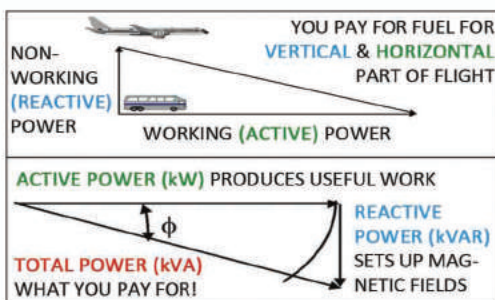 YOU PAY FOR FUEL FOR
VERTICAL & HORIZONTAL
PART OF FLIGHT
NON-
WORKING
(REACTIVE)
POWER
WORKING (ACTIVE) POWER
ACTIVE POWER (kW) PRODUCES USEFUL WORK
ϕ
REACTIVE
POWER (kVAR)
SETS UP MAG-
NETIC FIELDS
TOTAL POWER (kVA)
WHAT YOU PAY FOR!